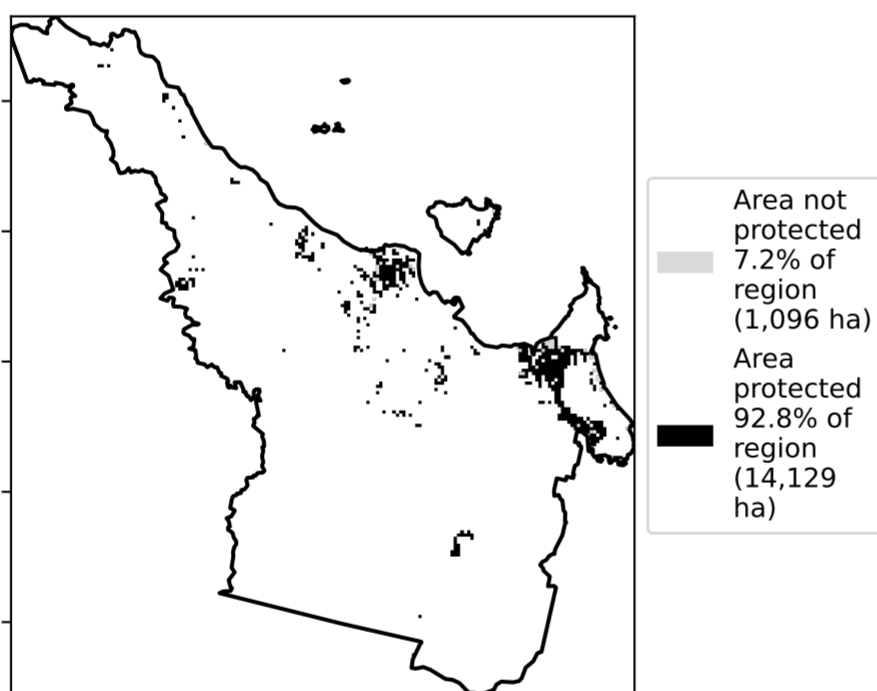 Area not
protected
7.2% of
region
(1,096 ha)
Area
protected
92.8% of
region
(14,129
ha)